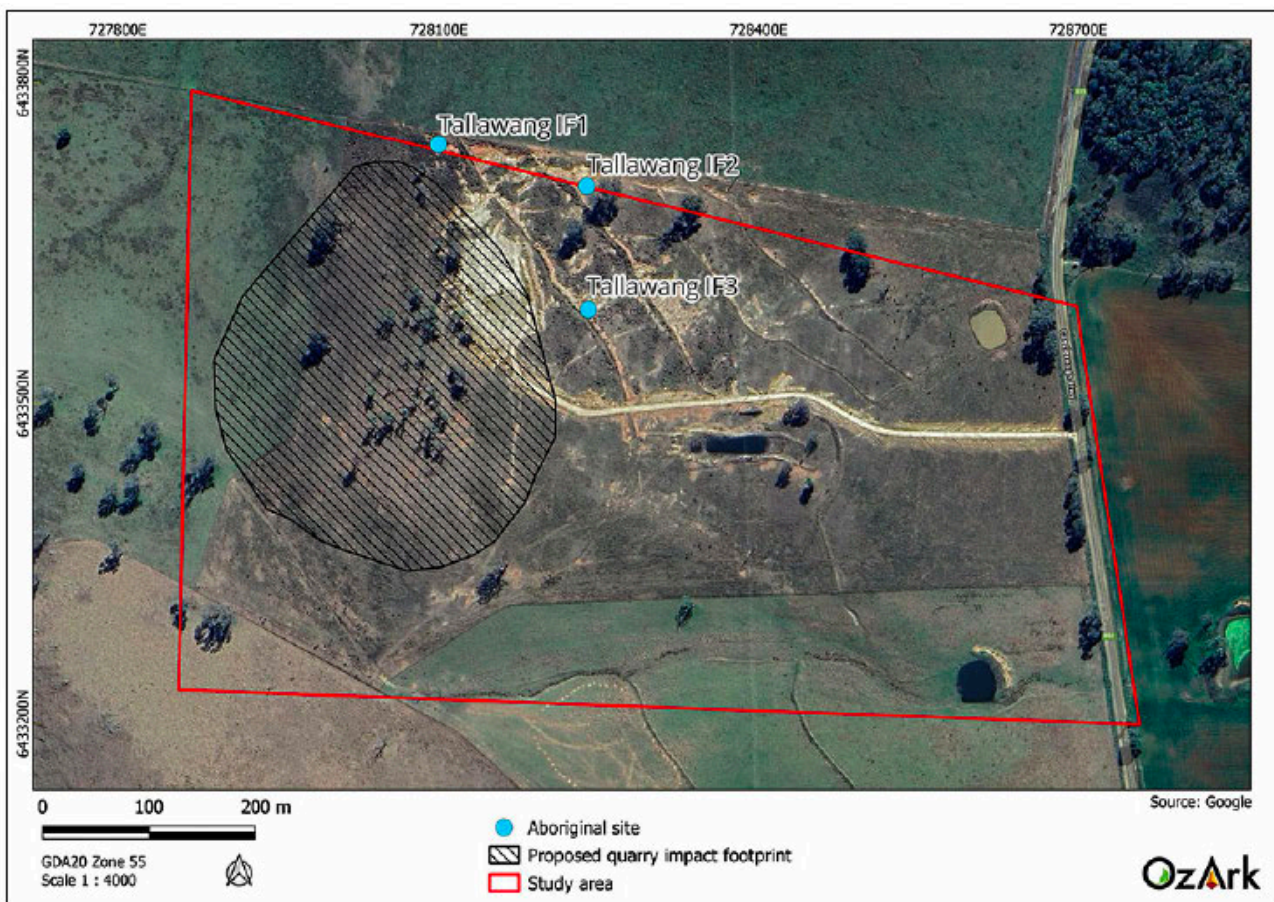 727800E 728100E 728400E 728700E
6433800N
Tallawang IF1
Tallawang IF2
Tallawang IF3
6433500N
6433200N
0 100 200 m
Source: Google
Aboriginal site
GDA20 Zone 55
Proposed quarry impact footprint
Scale 1 : 4000
Study area
OzArk